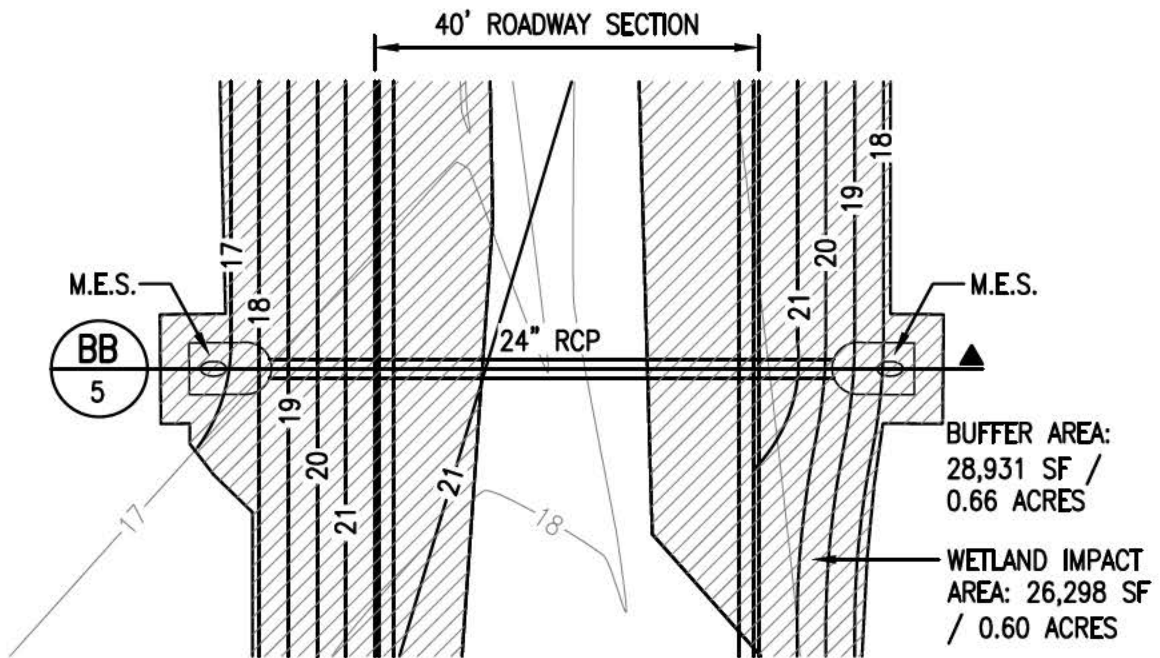 40' ROADWAY SECTION
18
17
19
M.E.S.
18
20
M.E.S.
21
BB
5
24" RCP
19
20
21
21
17
18
BUFFER AREA:
28,931 SF /
0.66 ACRES
WETLAND IMPACT
AREA: 26,298 SF
/ 0.60 ACRES